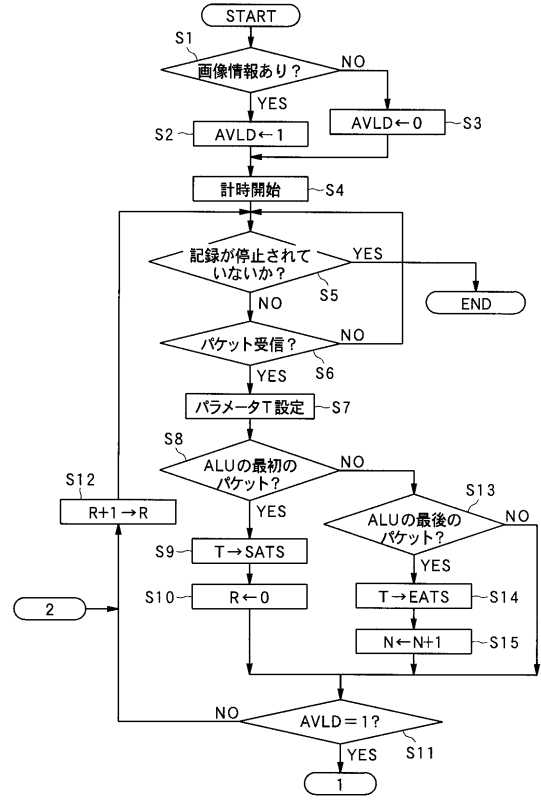 START
S1
画像情報あり?
NO
YES
S2
AVLD←1
AVLD←0
S3
計時開始
S4
記録が停止されて
いないか?
YES
S5
NO
END
パケット受信?
NO
S6
YES
パラメータT設定
S7
S8
ALUの最初の
パケット?
NO
YES
S12
R+1→R
S13
ALUの最後の
パケット?
NO
YES
S9
T→SATS
T→EATS
S14
S10
R←0
2
N←N+1
S15
NO
AVLD=1?
S11
YES
1